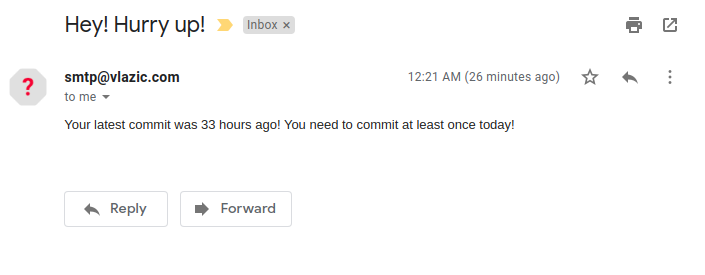 Hey! Hurry up!
Inbox ×
?
smtp@vlazic.com
12:21 AM (26 minutes ago)
to me
Your latest commit was 33 hours ago! You need to commit at least once today!
Reply
Forward